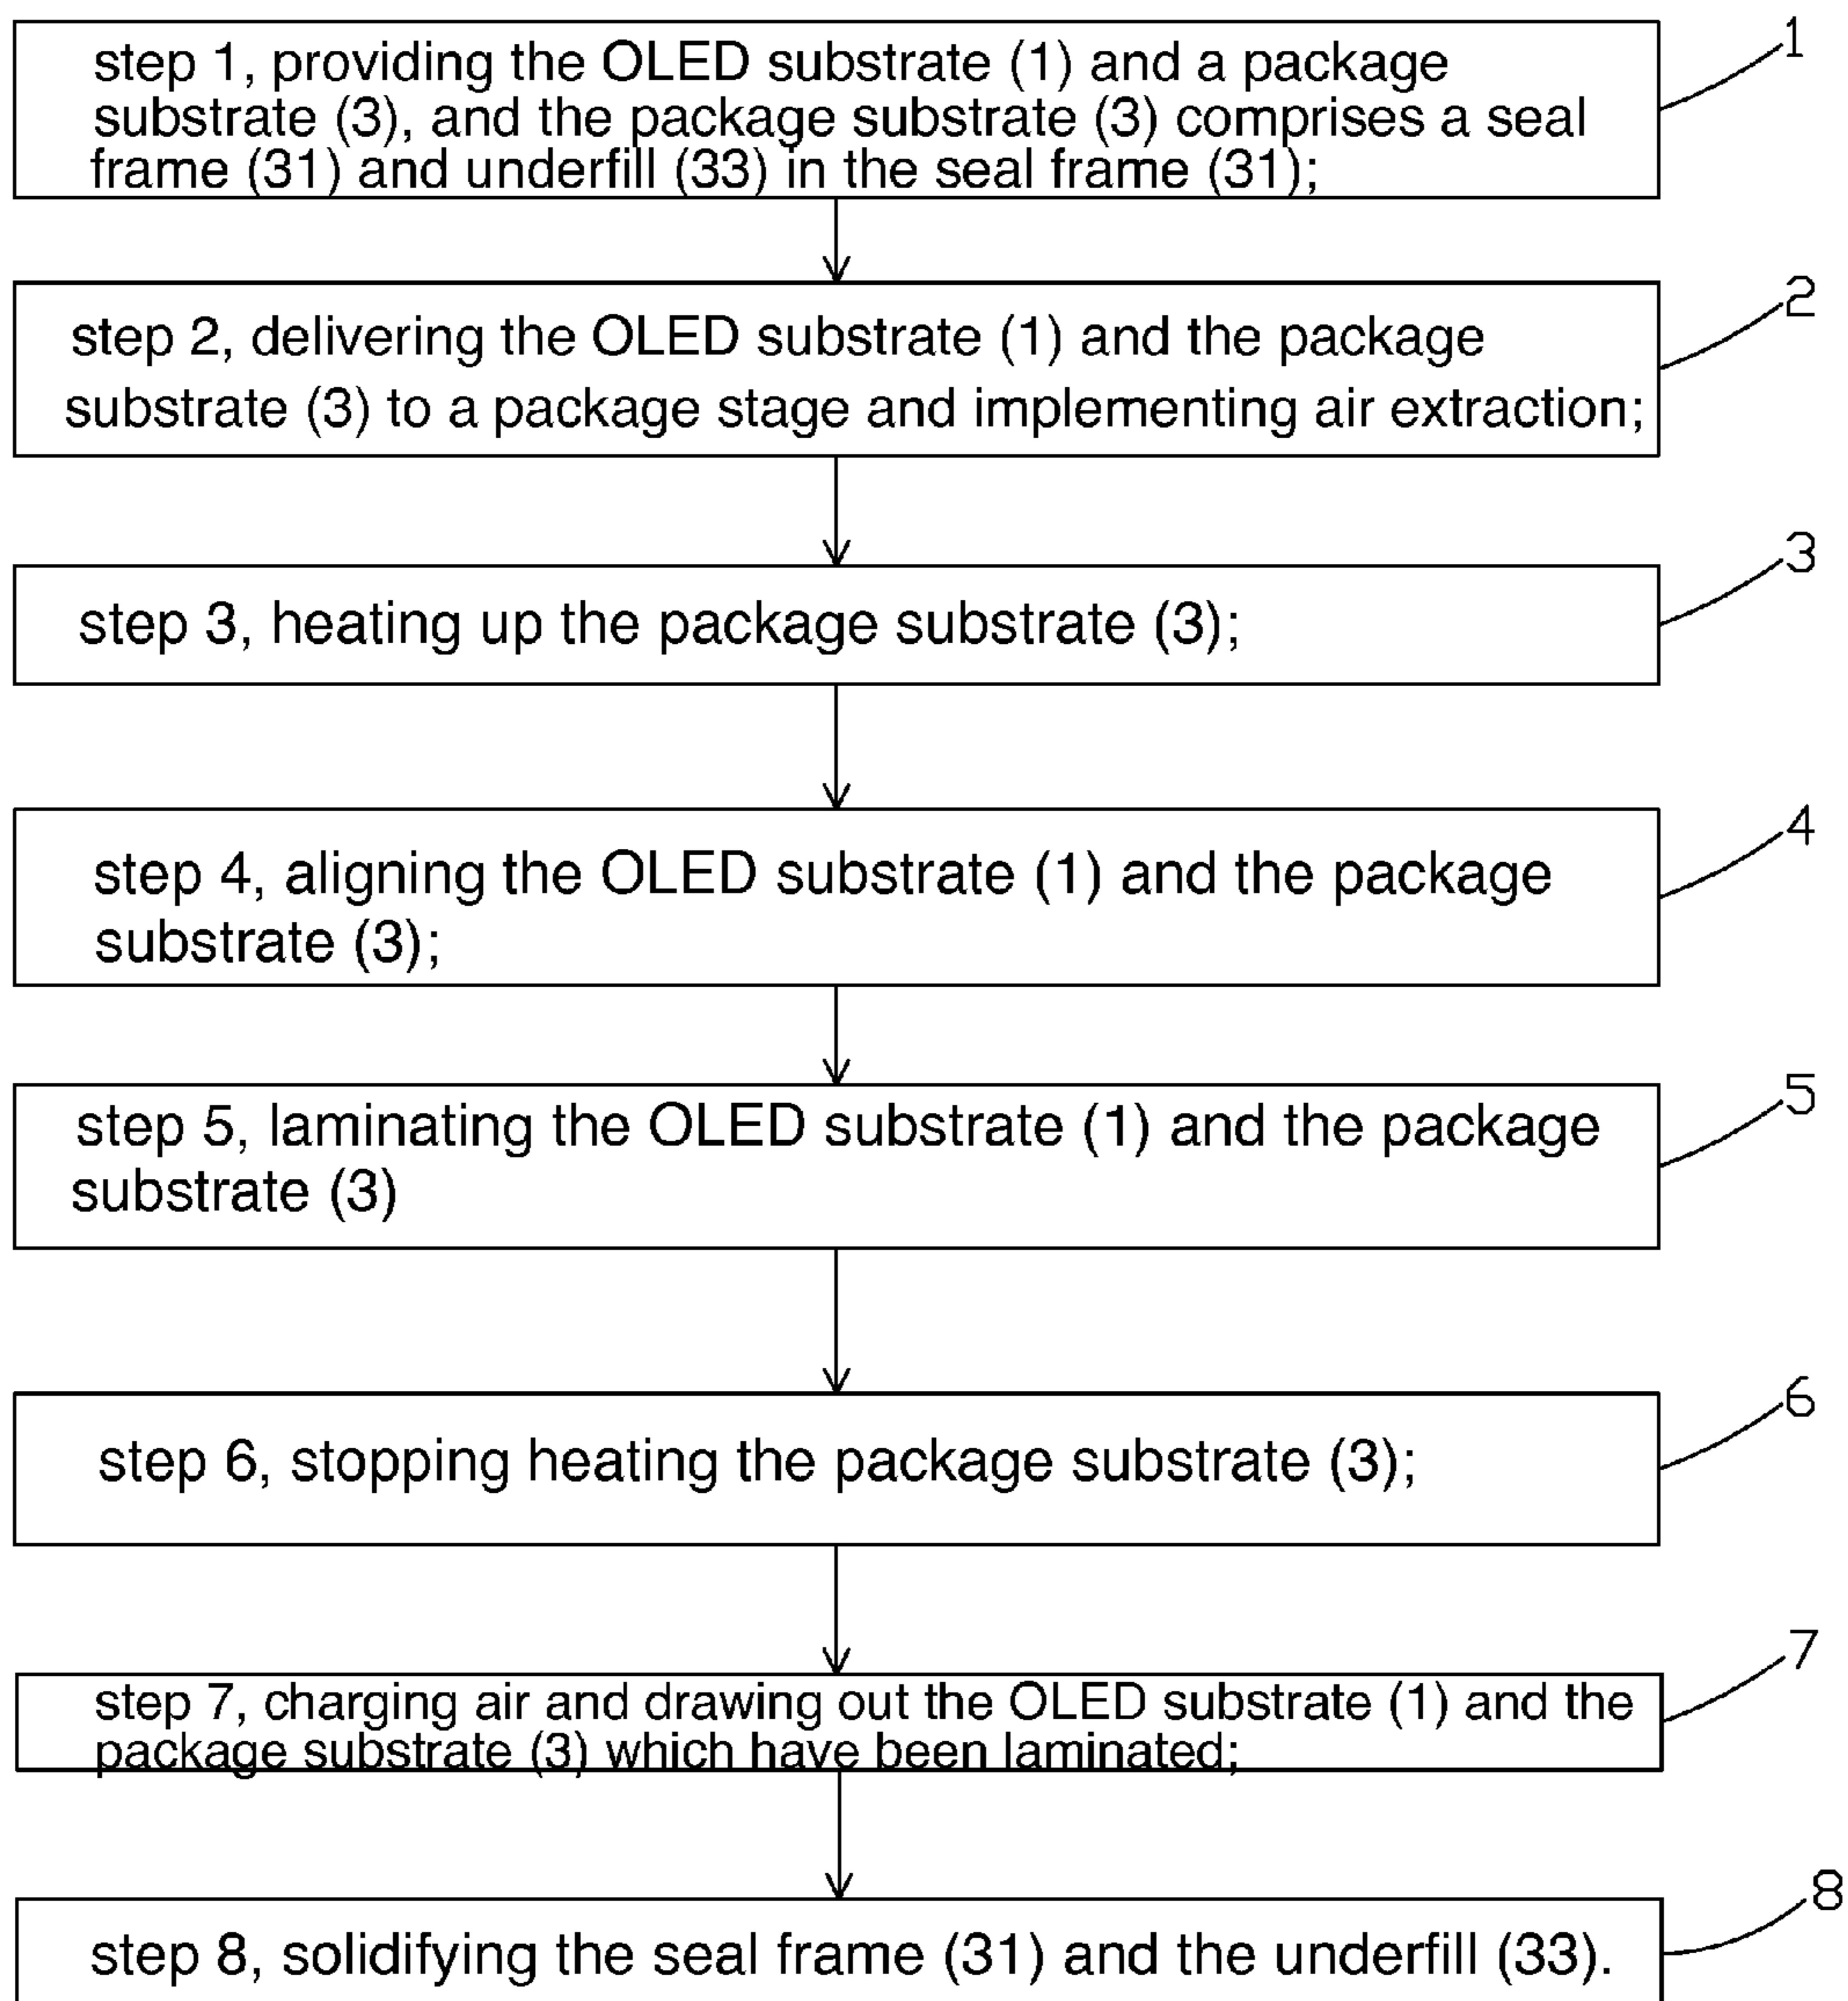 step 1, providing the OLED substrate (1) and a package
substrate (3), and the package substrate (3) comprises a seal
frame (31) and underfill (33) in the seal frame (31);
1
step 2, delivering the OLED substrate (1) and the package
substrate (3) to a package stage and implementing air extraction;
2
step 3, heating up the package substrate (3);
3
step 4, aligning the OLED substrate (1) and the package
substrate (3);
4
step 5, laminating the OLED substrate (1) and the package
substrate (3)
5
step 6, stopping heating the package substrate (3);
6
step 7, charging air and drawing out the OLED substrate (1) and the
package substrate (3) which have been laminated;
7
step 8, solidifying the seal frame (31) and the underfill (33).
8